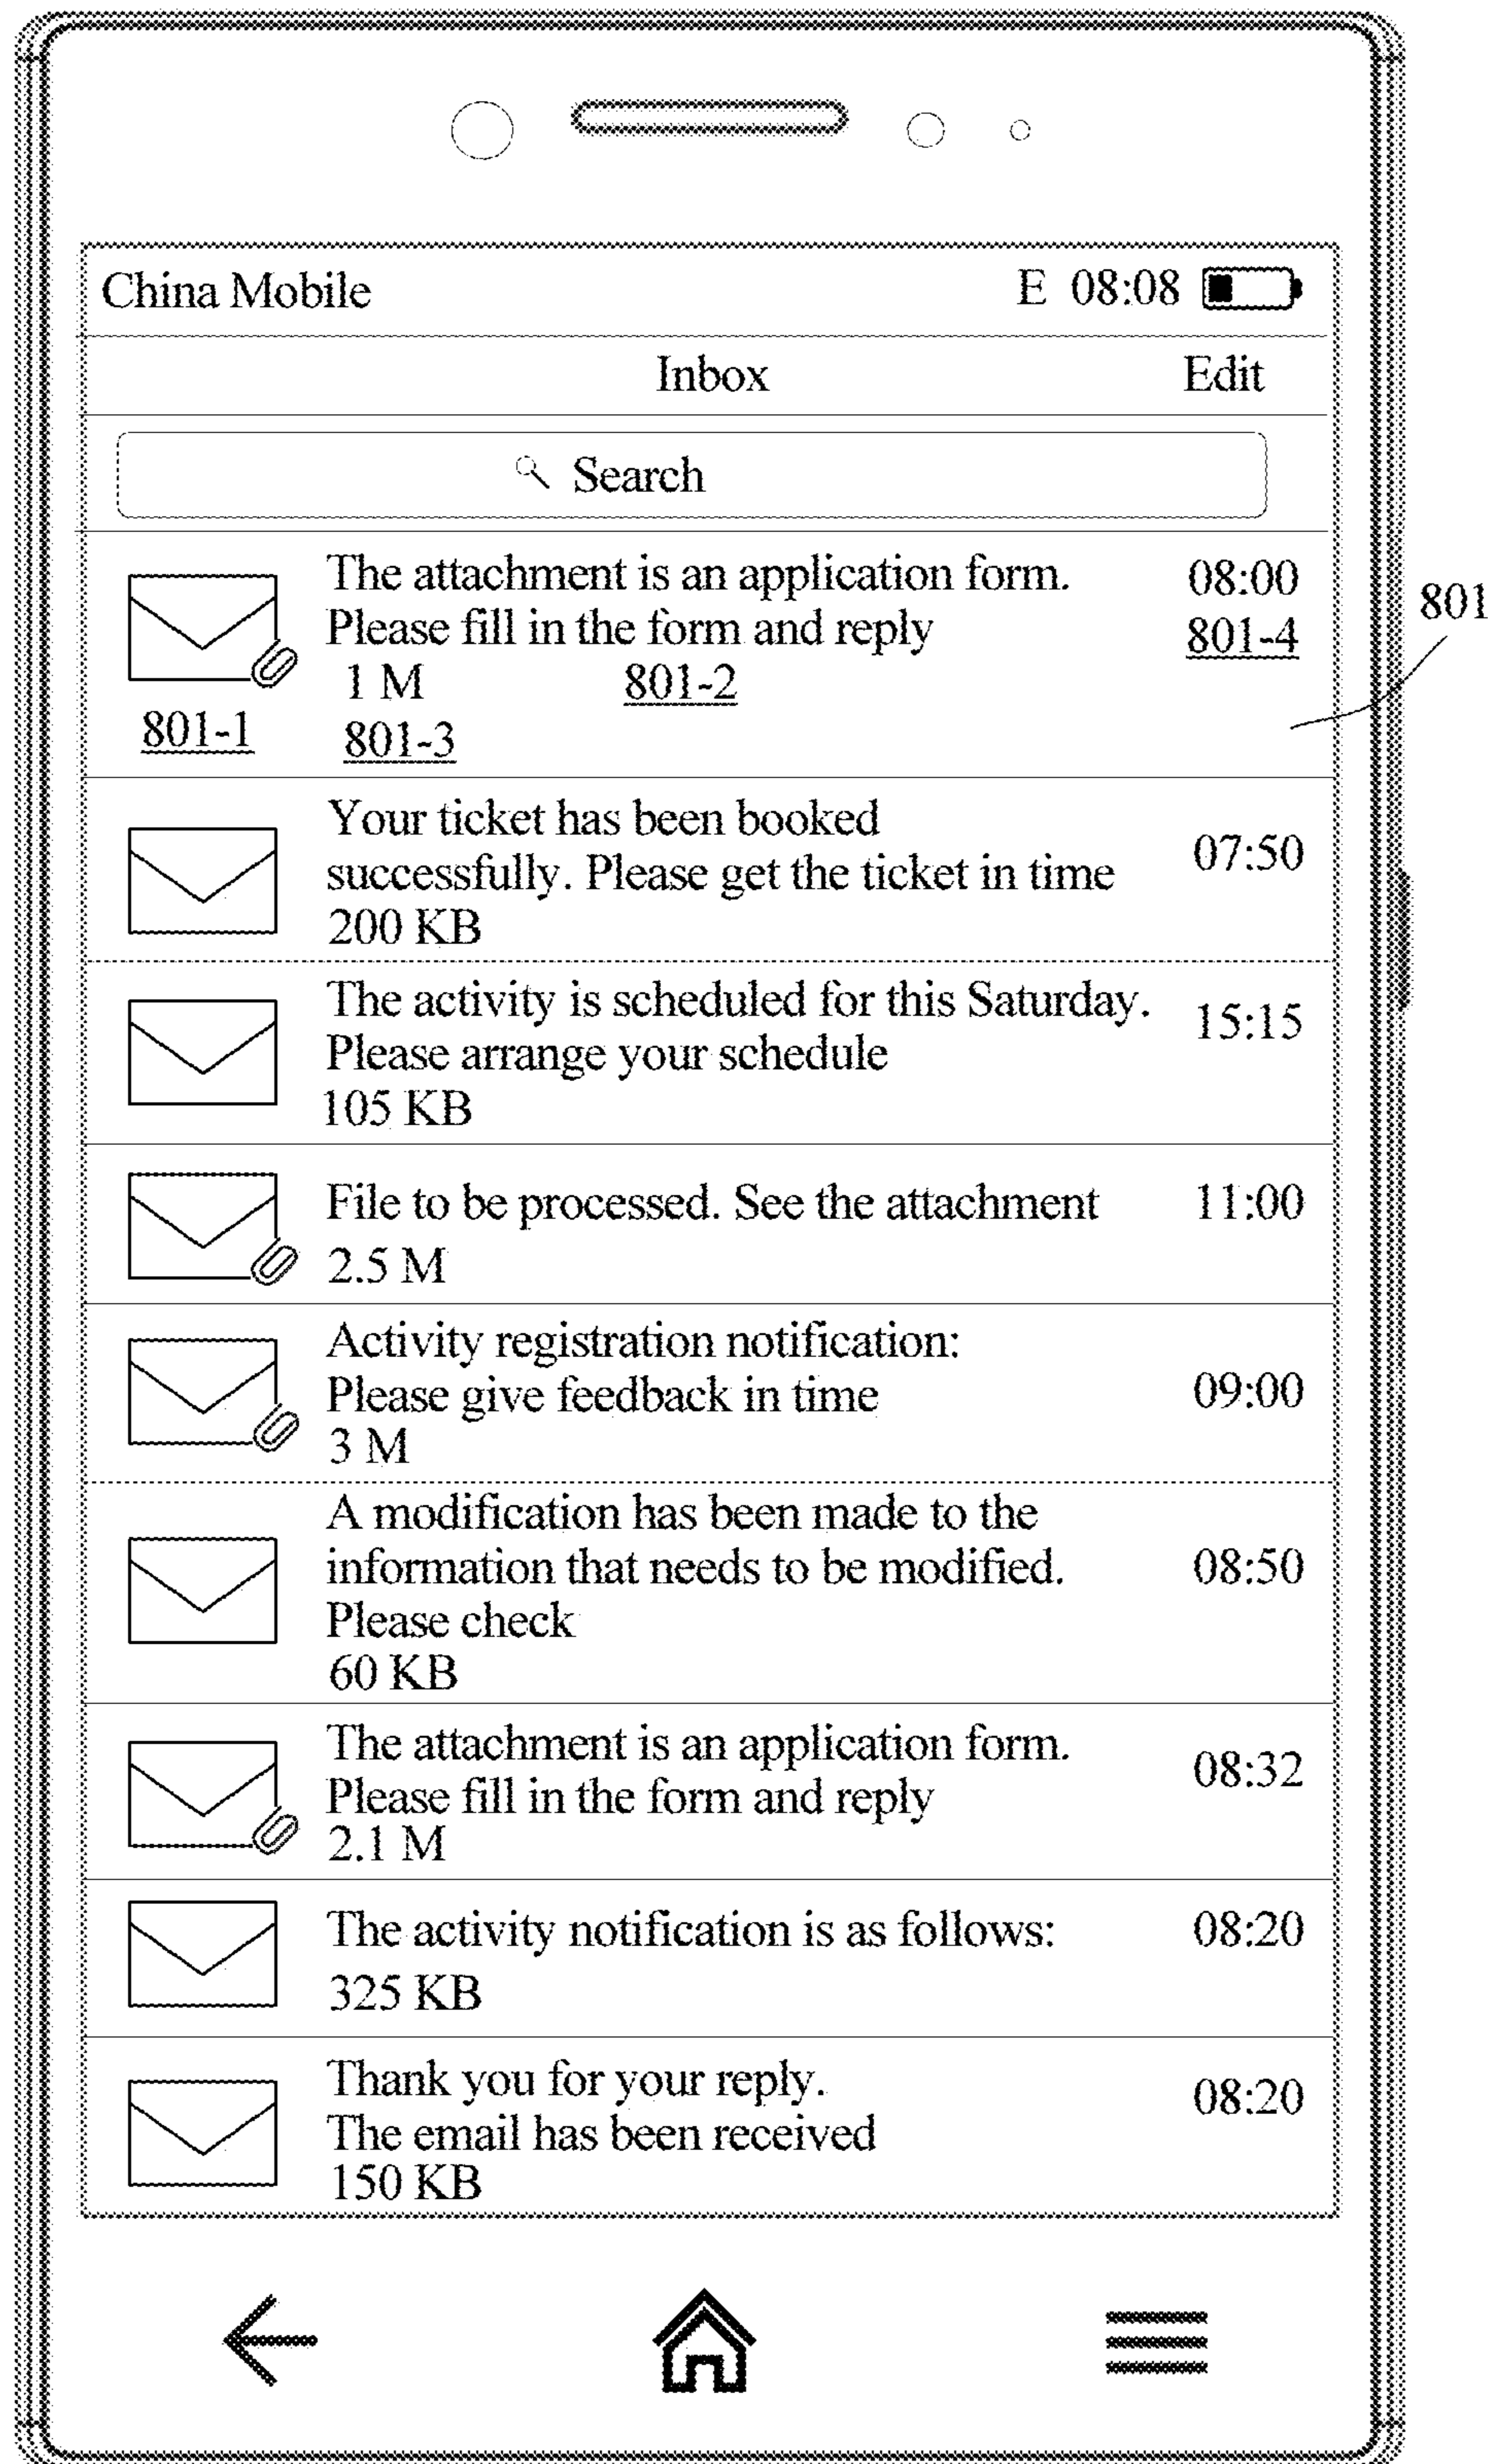 China Mobile E 08:08
Inbox Edit
Search
The attachment is an application form. 08:00
Please fill in the form and reply 801-4
1 M 801-2
801-1 801-3
801
Your ticket has been booked
successfully. Please get the ticket in time 07:50
200 KB
The activity is scheduled for this Saturday. 15:15
Please arrange your schedule
105 KB
File to be processed. See the attachment 11:00
2.5 M
Activity registration notification:
Please give feedback in time 09:00
3 M
A modification has been made to the
information that needs to be modified. 08:50
Please check
60 KB
The attachment is an application form. 08:32
Please fill in the form and reply
2.1 M
The activity notification is as follows: 08:20
325 KB
Thank you for your reply. 08:20
The email has been received
150 KB